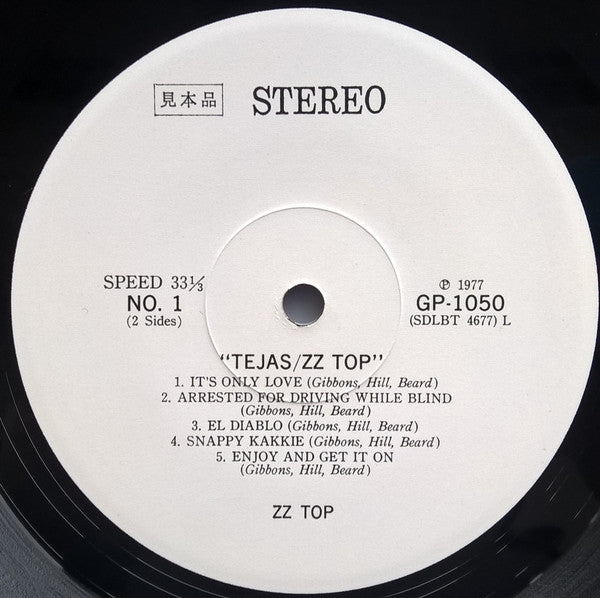 見本品 STEREO
SPEED 33⅓
NO. 1
(2 Sides)
℗ 1977
GP-1050
(SDLBT 4677) L
"TEJAS/ZZ TOP"
1. IT'S ONLY LOVE (Gibbons, Hill, Beard)
2. ARRESTED FOR DRIVING WHILE BLIND
(Gibbons, Hill, Beard)
3. EL DIABLO (Gibbons, Hill, Beard)
4. SNAPPY KAKKIE (Gibbons, Hill, Beard)
5. ENJOY AND GET IT ON
(Gibbons, Hill, Beard)
ZZ TOP